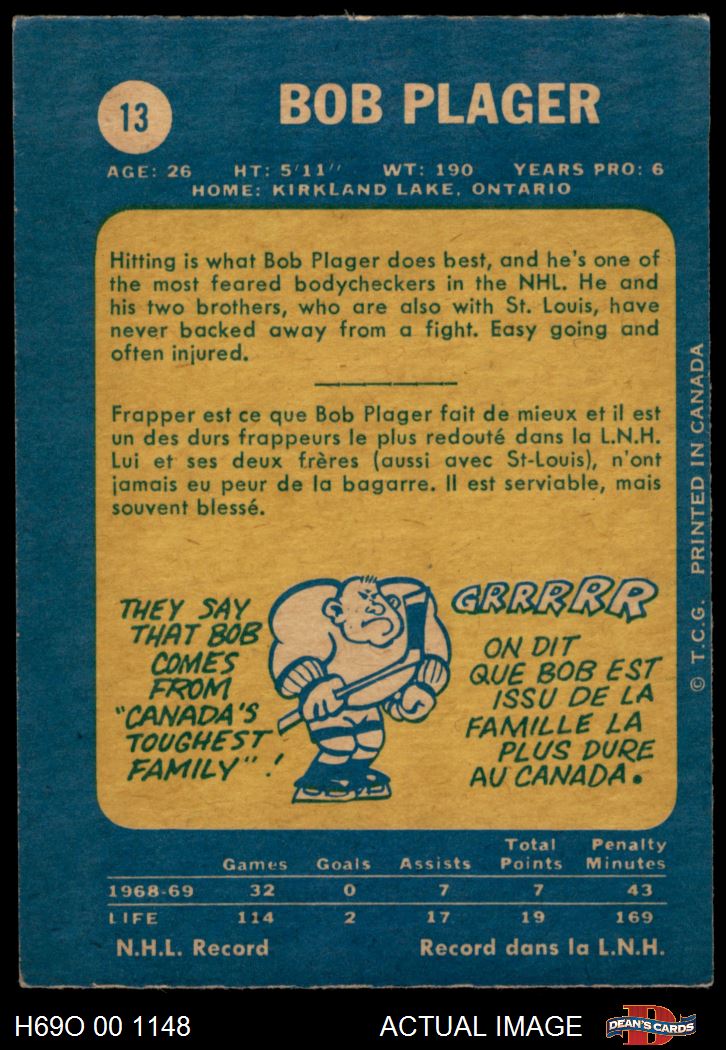 13
BOB PLAGER
AGE: 26 HT: 5'11" WT: 190 YEARS PRO: 6
HOME: KIRKLAND LAKE, ONTARIO
Hitting is what Bob Plager does best, and he's one of
the most feared bodycheckers in the NHL. He and
his two brothers, who are also with St. Louis, have
never backed away from a fight. Easy going and
often injured.
Frapper est ce que Bob Plager fait de mieux et il est
un des durs frappeurs le plus redouté dans la L.N.H.
Lui et ses deux frères (aussi avec St-Louis), n'ont
jamais eu peur de la bagarre. Il est serviable, mais
souvent blessé.
THEY SAY
THAT BOB
COMES
FROM
"CANADA'S
TOUGHEST
FAMILY" !
GRRRRR
ON DIT
QUE BOB EST
ISSU DE LA
FAMILLE LA
PLUS DURE
AU CANADA.
© T.C.G. PRINTED IN CANADA
Games Goals Assists Total Points Penalty Minutes
1968-69 32 0 7 7 43
LIFE 114 2 17 19 169
N.H.L. Record Record dans la L.N.H.
H69O 00 1148 ACTUAL IMAGE
D
DEAN'S CARDS